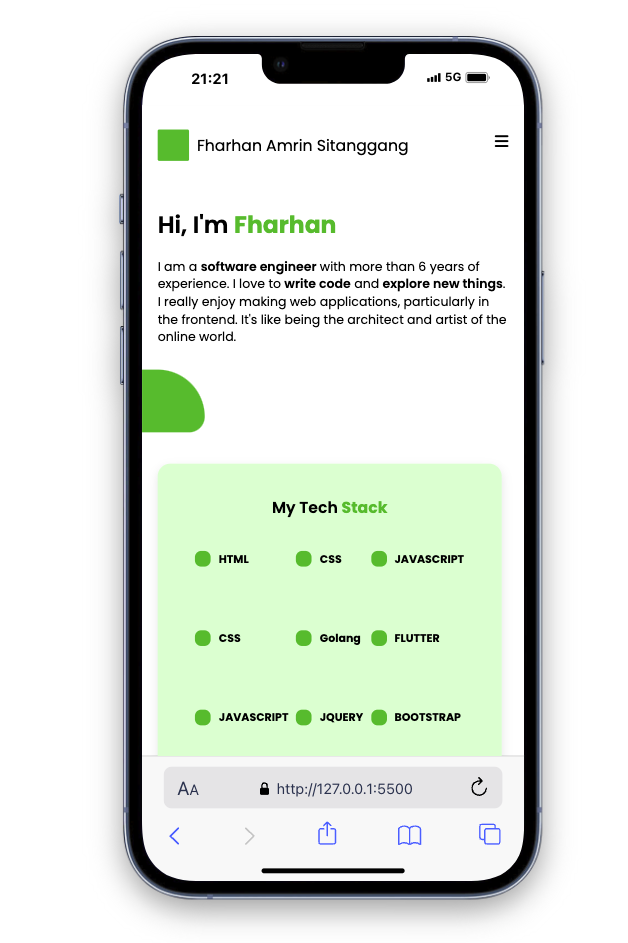 21:21
5G
Fharhan Amrin Sitanggang
Hi, I'm Fharhan
I am a software engineer with more than 6 years of
experience. I love to write code and explore new things.
I really enjoy making web applications, particularly in
the frontend. It's like being the architect and artist of the
online world.
My Tech Stack
HTML CSS JAVASCRIPT
CSS Golang FLUTTER
JAVASCRIPT JQUERY BOOTSTRAP
AA http://127.0.0.1:5500